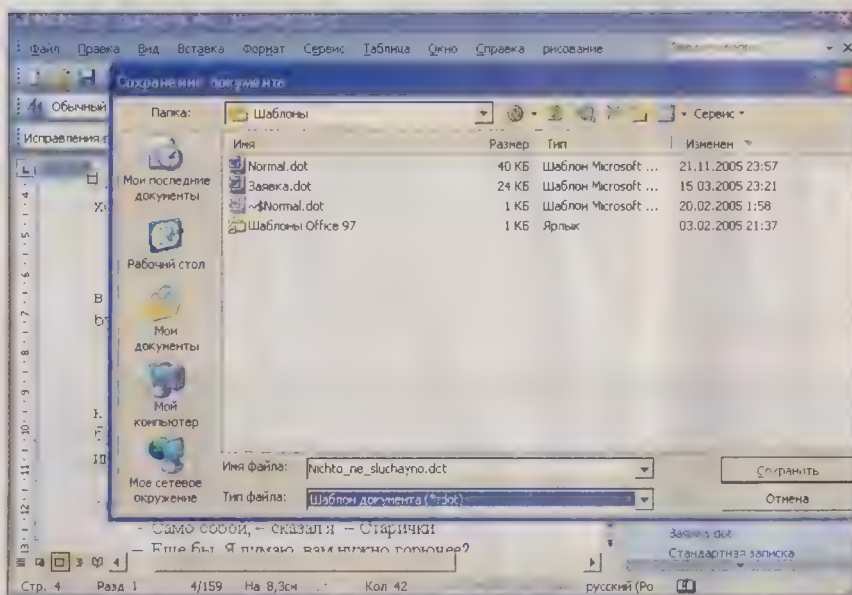 Файл Правка Вид Вставка Формат Сервис Таблица Окно Справка рисование
Сохранение документа
Обычный
Папка: Шаблоны Сервис
Исправления
Имя Размер Тип Изменен
Normal.dot 40 КБ Шаблон Microsoft ... 21.11.2005 23:57
Заявка.dot 24 КБ Шаблон Microsoft ... 15.03.2005 23:21
~$Normal.dot 1 КБ Шаблон Microsoft ... 20.02.2005 1:58
Шаблоны Office 97 1 КБ Ярлык 03.02.2005 21:37
Мои последние
документы
Рабочий стол
Мои
документы
Мой
компьютер
Мое сетевое
окружение
Имя файла: Nichto_ne_sluchayno.dot Сохранить
Тип файла: Шаблон документа (*.dot) Отмена
- Само собой, – сказал я. – Старички
– Еще бы. Я думаю, вам нужно горючее?
Заявка.dot
Стандартная записка
Стр. 4 Разд 1 4/159 На 8,3см Кол 42 русский (Ро